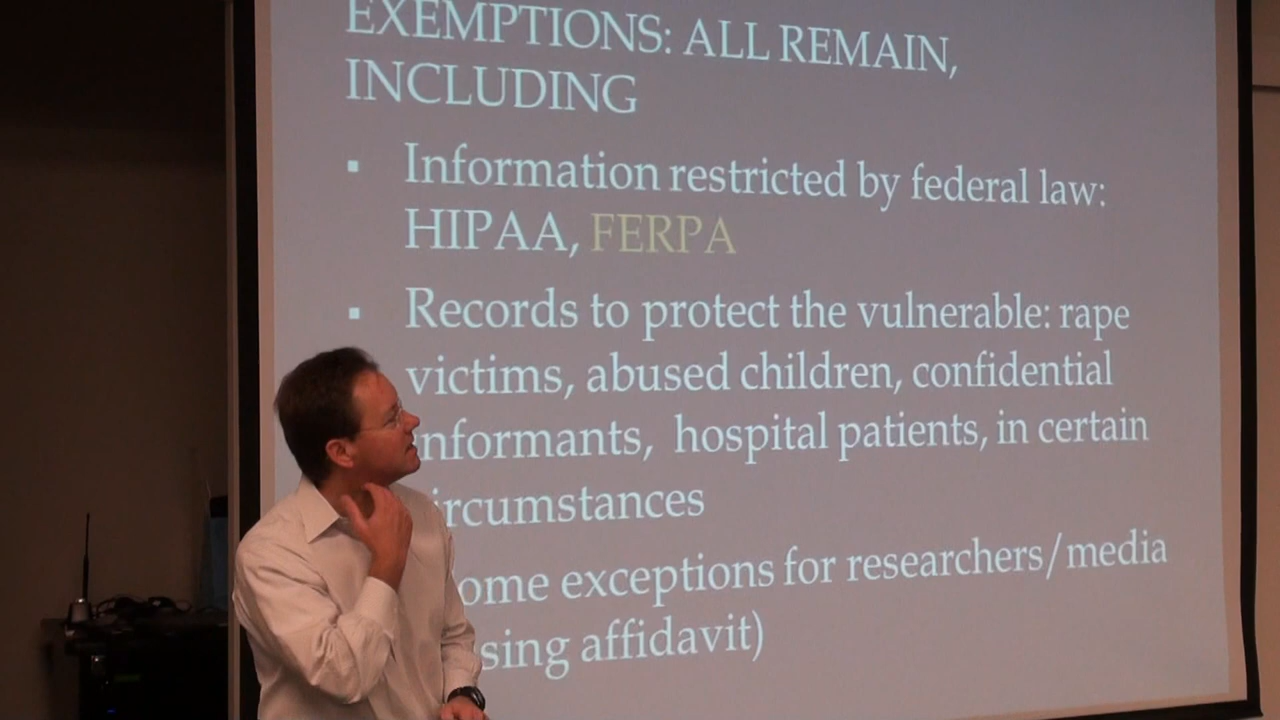 EXEMPTIONS: ALL REMAIN,
INCLUDING
▪ Information restricted by federal law:
HIPAA, FERPA
▪ Records to protect the vulnerable: rape
victims, abused children, confidential
nformants, hospital patients, in certain
ircumstances
ome exceptions for researchers/media
sing affidavit)